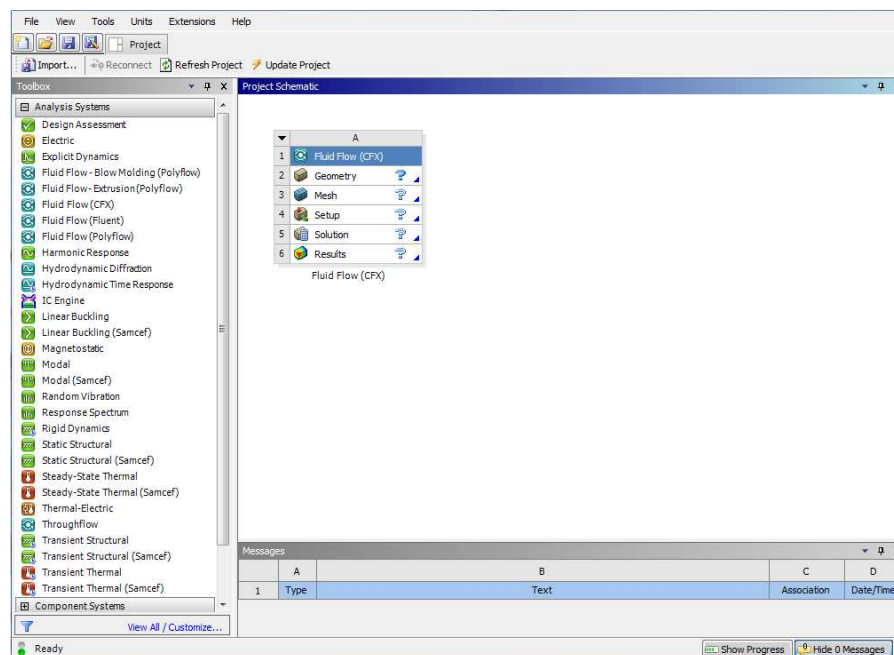 File View Tools Units Extensions Help
Project
Import... Reconnect Refresh Project Update Project
Toolbox
Analysis Systems
Design Assessment
Electric
Explicit Dynamics
Fluid Flow - Blow Molding (Polyflow)
Fluid Flow - Extrusion (Polyflow)
Fluid Flow (CFX)
Fluid Flow (Fluent)
Fluid Flow (Polyflow)
Harmonic Response
Hydrodynamic Diffraction
Hydrodynamic Time Response
IC Engine
Linear Buckling
Linear Buckling (Samcef)
Magnetostatic
Modal
Modal (Samcef)
Random Vibration
Response Spectrum
Rigid Dynamics
Static Structural
Static Structural (Samcef)
Steady-State Thermal
Steady-State Thermal (Samcef)
Thermal-Electric
Throughflow
Transient Structural
Transient Structural (Samcef)
Transient Thermal
Transient Thermal (Samcef)
Component Systems
View All / Customize...
Project Schematic
A
1 Fluid Flow (CFX)
2 Geometry ?
3 Mesh ?
4 Setup ?
5 Solution ?
6 Results ?
Fluid Flow (CFX)
Messages
A B C D
1 Type Text Association Date/Time
Ready Show Progress Hide 0 Messages